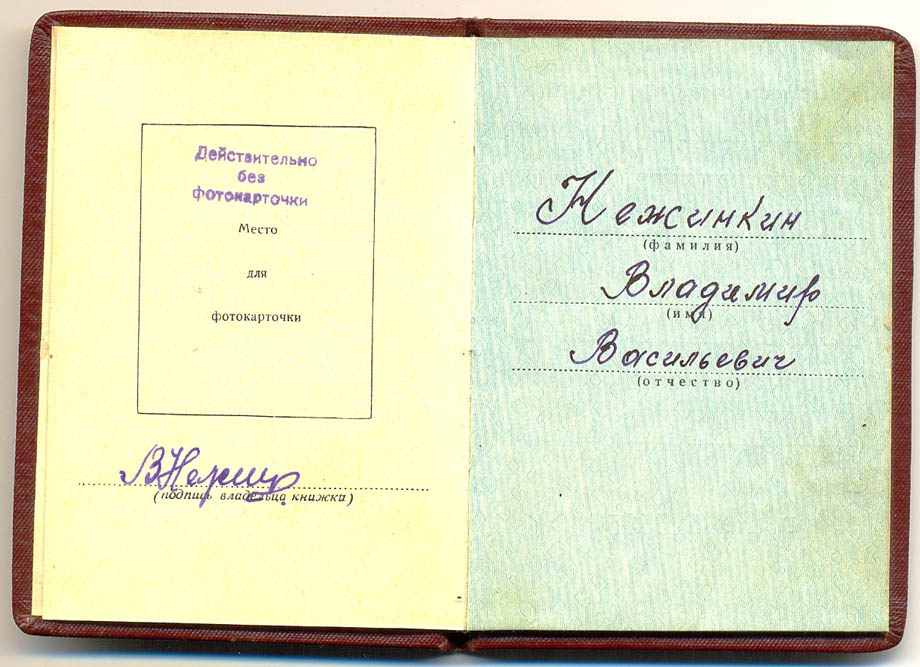 Действительно
без
фотокарточки
Место
для
фотокарточки
(подпись владельца книжки)
Нежинкин
(фамилия)
Владимир
(имя)
Васильевич
(отчество)